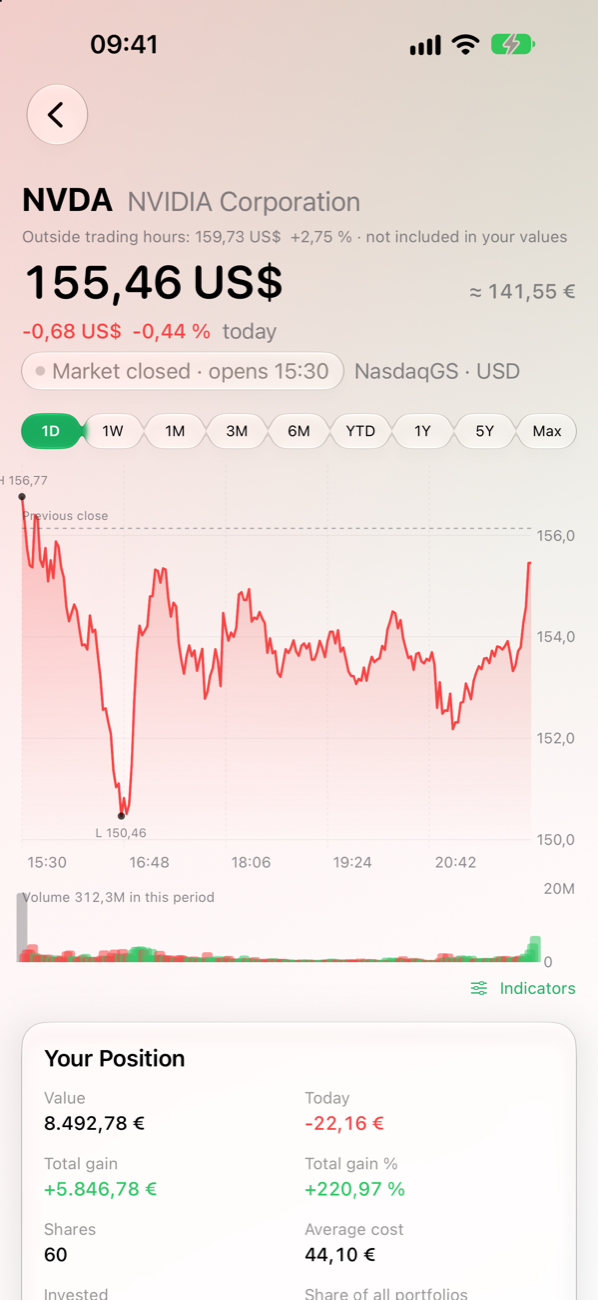 09:41
NVDA NVIDIA Corporation
Outside trading hours: 159,73 US$ +2,75 % · not included in your values
155,46 US$ ≈ 141,55 €
-0,68 US$ -0,44 % today
Market closed · opens 15:30 NasdaqGS · USD
1D 1W 1M 3M 6M YTD 1Y 5Y Max
H 156,77
Previous close
156,0
154,0
152,0
L 150,46
150,0
15:30 16:48 18:06 19:24 20:42
20M
Volume 312,3M in this period
0
Indicators
Your Position
Value Today
8.492,78 € -22,16 €
Total gain Total gain %
+5.846,78 € +220,97 %
Shares Average cost
60 44,10 €
Invested Share of all portfolios